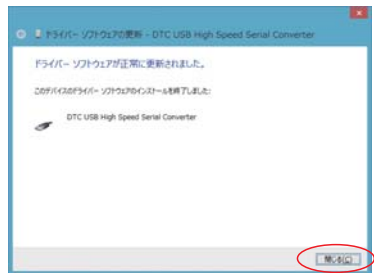 ドライバー ソフトウェアの更新 - DTC USB High Speed Serial Converter
ドライバー ソフトウェアが正常に更新されました。
このデバイスのドライバー ソフトウェアのインストールを終了しました:
DTC USB High Speed Serial Converter
閉じる(C)